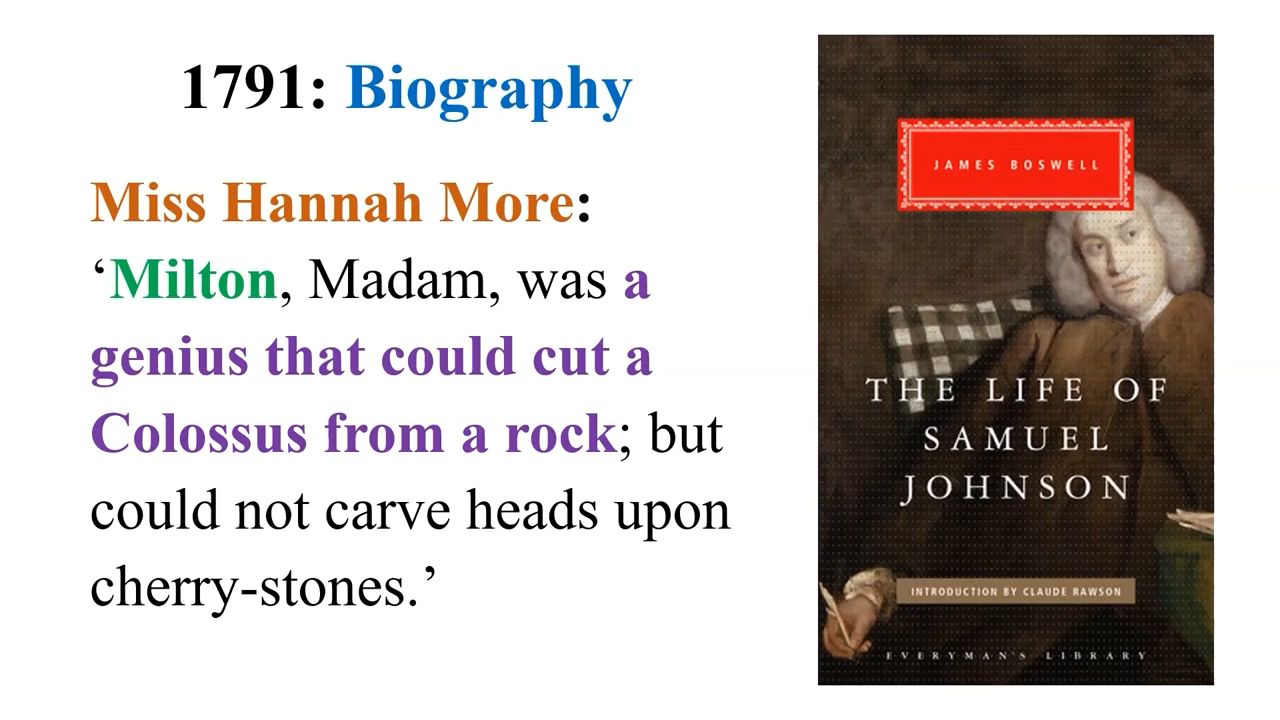 1791: Biography
Miss Hannah More:
‘Milton, Madam, was a
genius that could cut a
Colossus from a rock; but
could not carve heads upon
cherry-stones.’
JAMES BOSWELL
THE LIFE OF
SAMUEL
JOHNSON
INTRODUCTION BY CLAUDE RAWSON
EVERYMAN'S LIBRARY